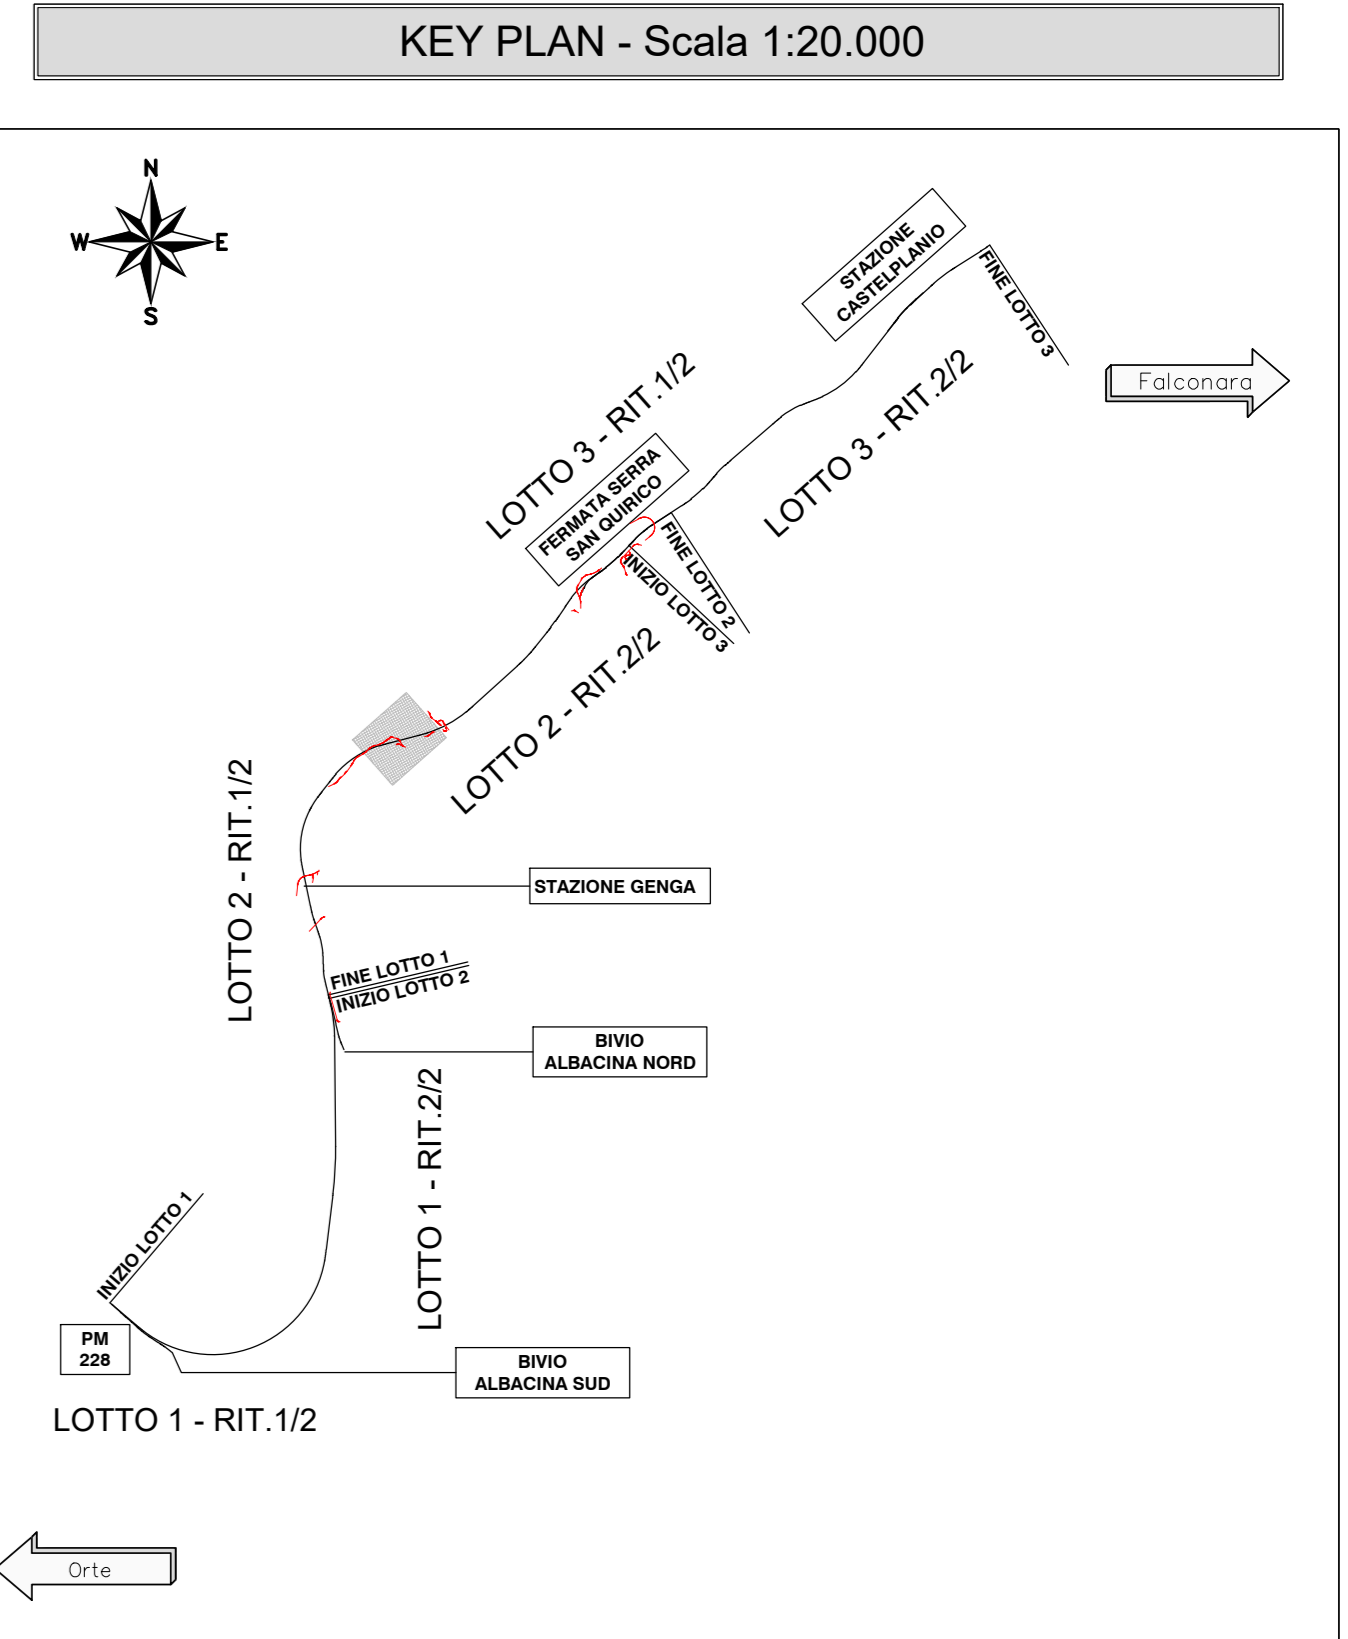 KEY PLAN - Scala 1:20.000
N
W
E
S
STAZIONE
CASTELPLANIO
FINE LOTTO 3
Falconara
LOTTO 3 - RIT.1/2
LOTTO 3 - RIT.2/2
FERMATA SERRA
SAN QUIRICO
FINE LOTTO 2
INIZIO LOTTO 3
LOTTO 2 - RIT.2/2
LOTTO 2 - RIT.1/2
STAZIONE GENGA
FINE LOTTO 1
INIZIO LOTTO 2
BIVIO
ALBACINA NORD
LOTTO 1 - RIT.2/2
INIZIO LOTTO 1
PM
228
BIVIO
ALBACINA SUD
LOTTO 1 - RIT.1/2
Orte